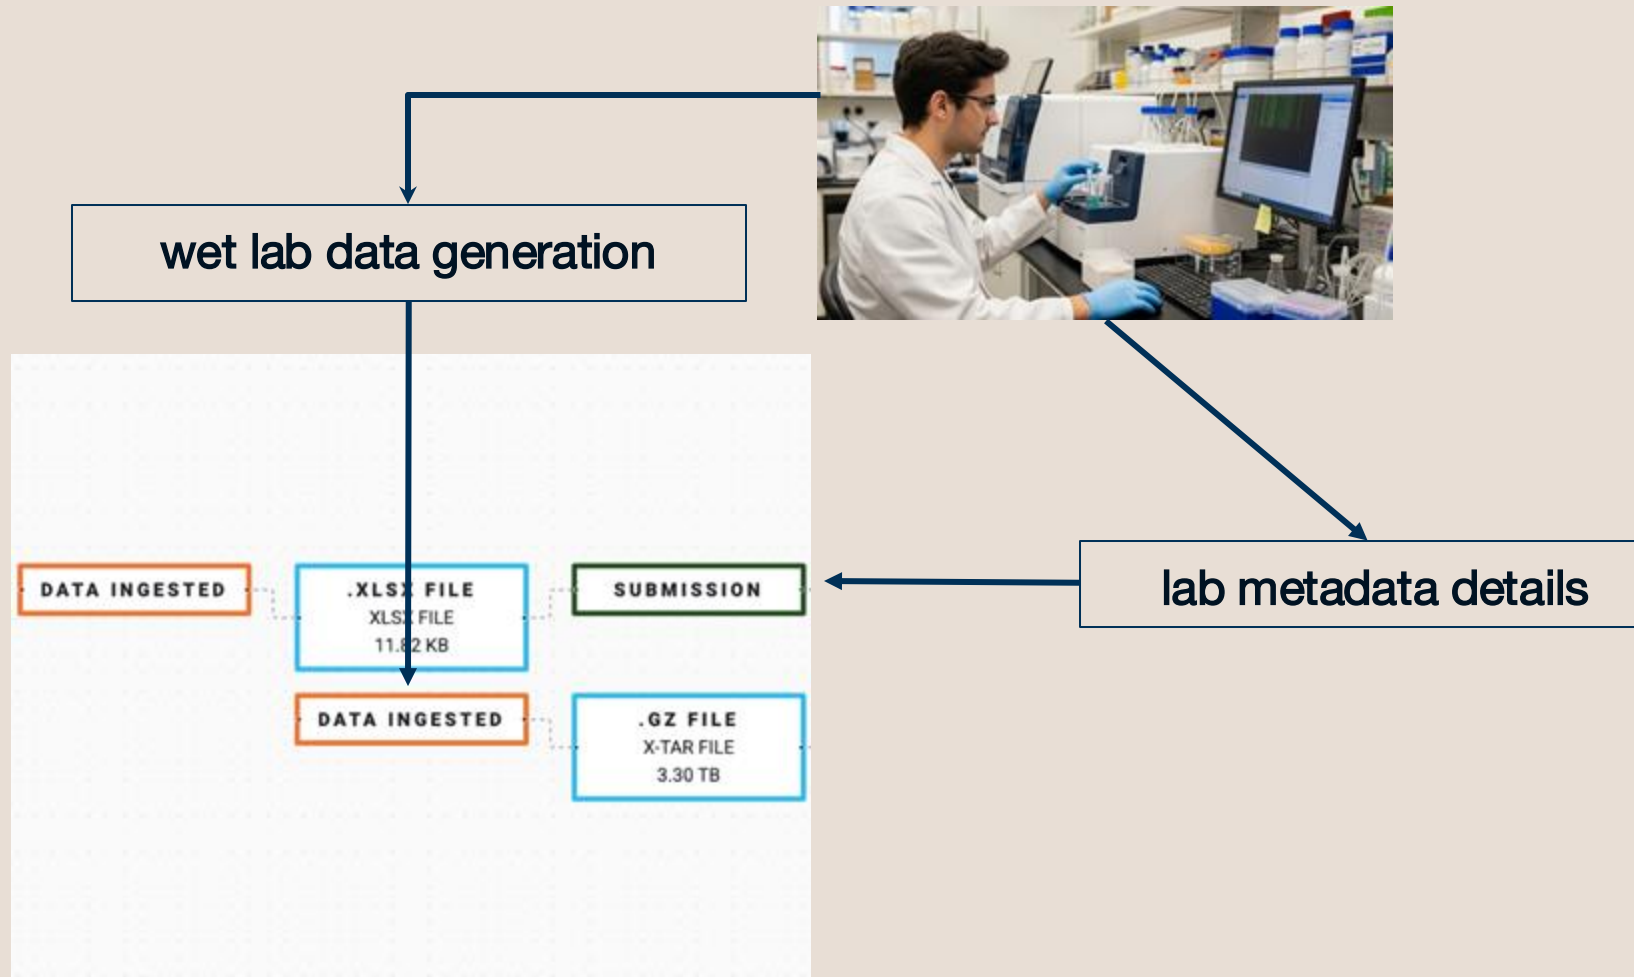 wet lab data generation
DATA INGESTED
.XLSX FILE
XLSX FILE
11.82 KB
SUBMISSION
lab metadata details
DATA INGESTED
.GZ FILE
X-TAR FILE
3.30 TB